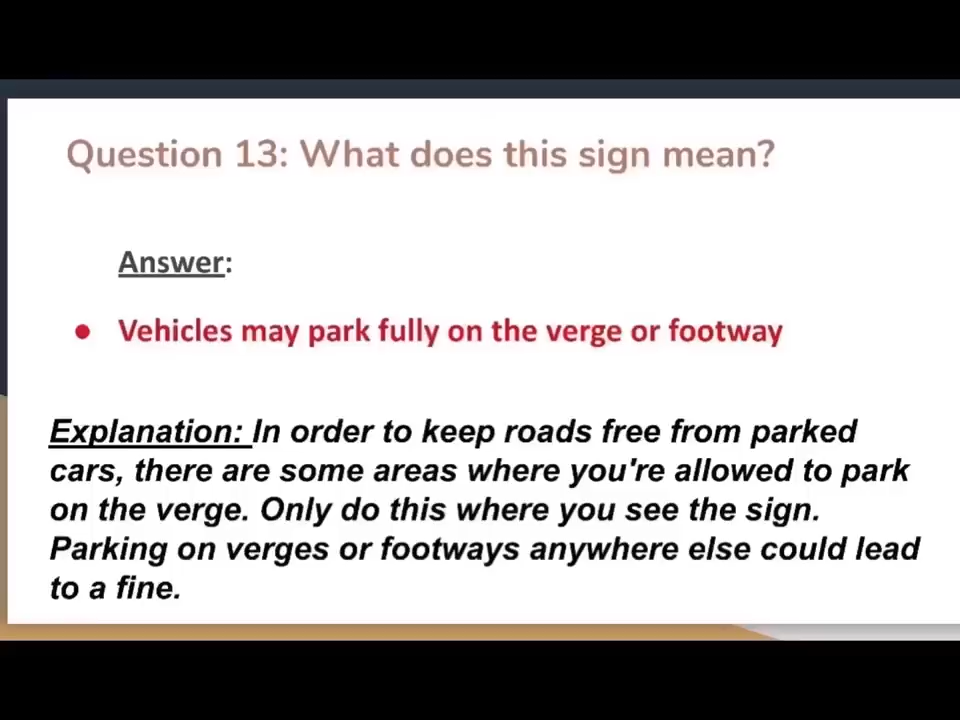 Question 13: What does this sign mean?
Answer:
● Vehicles may park fully on the verge or footway
Explanation: In order to keep roads free from parked
cars, there are some areas where you're allowed to park
on the verge. Only do this where you see the sign.
Parking on verges or footways anywhere else could lead
to a fine.